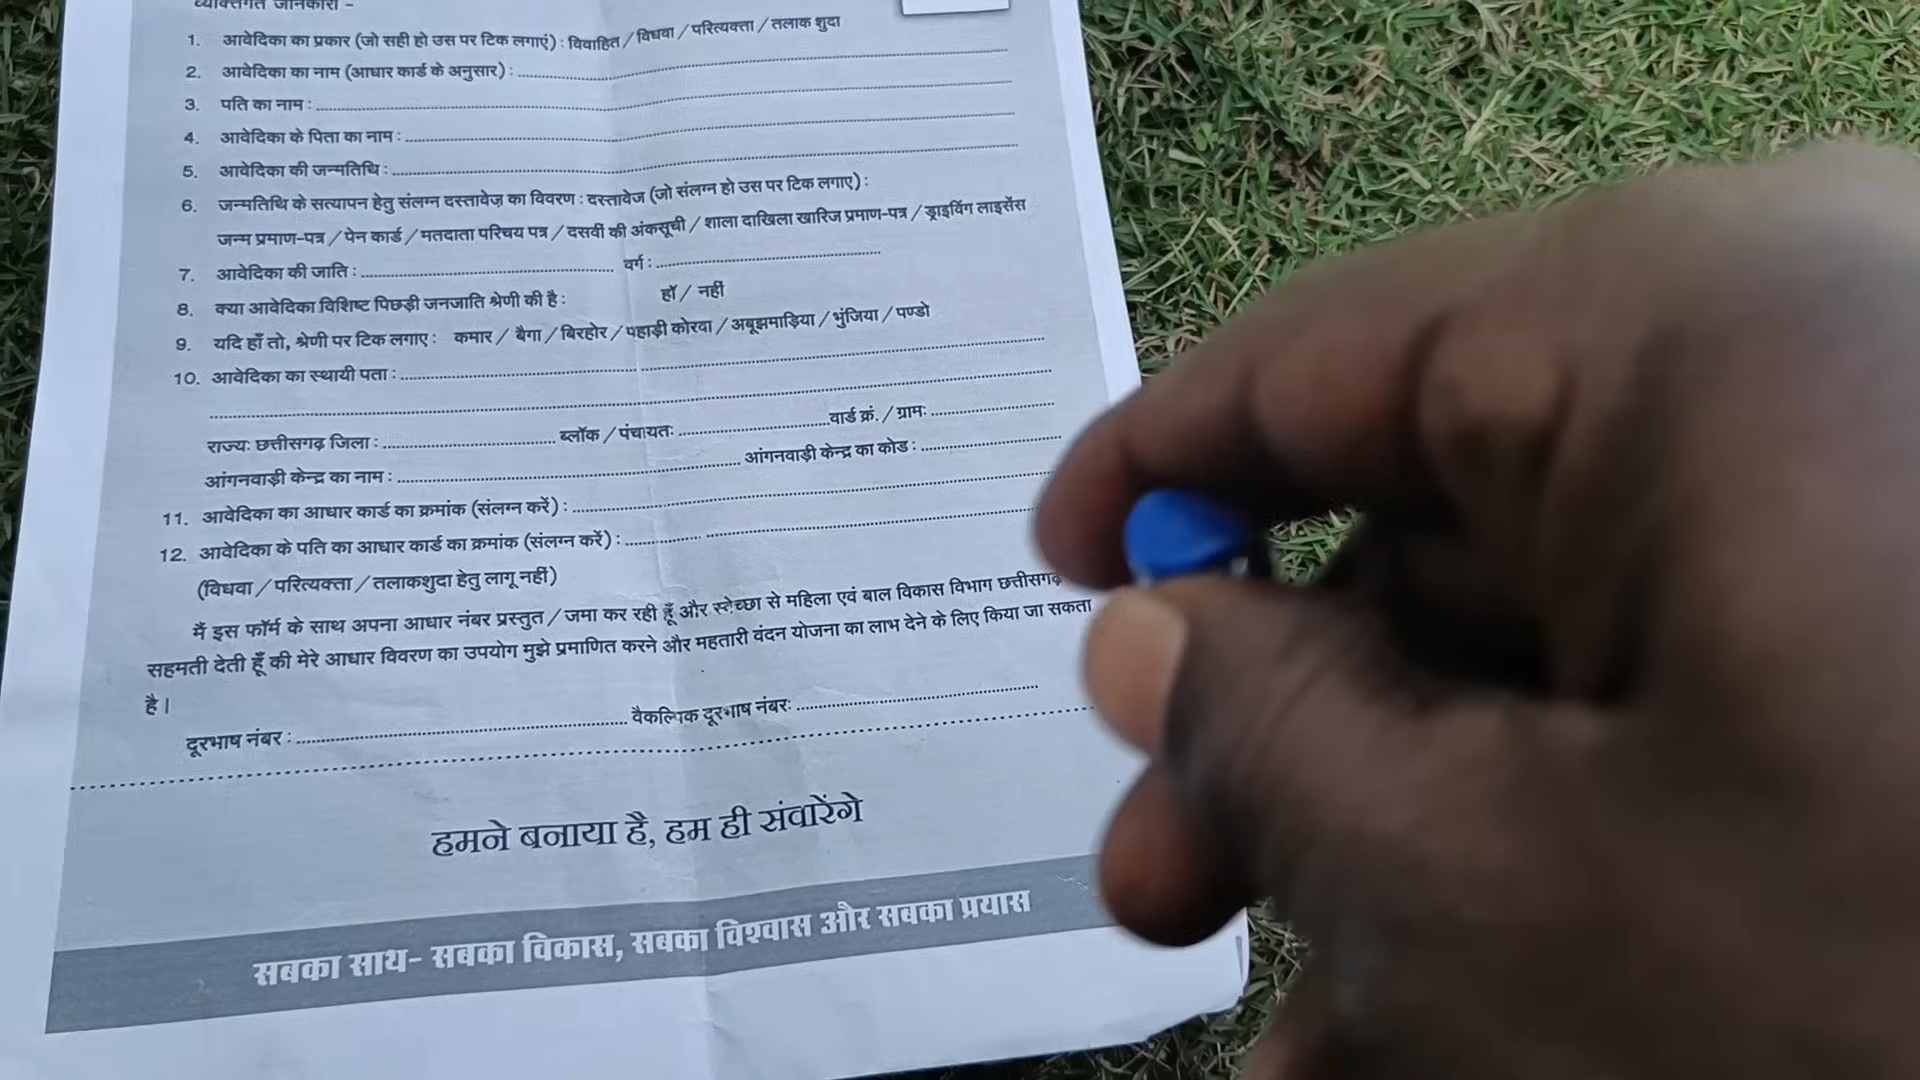 व्यक्तिगत जानकारी –
1. आवेदिका का प्रकार (जो सही हो उस पर टिक लगाएं) : विवाहित / विधवा / परित्यक्ता / तलाक शुदा
2. आवेदिका का नाम (आधार कार्ड के अनुसार) :
3. पति का नाम :
4. आवेदिका के पिता का नाम :
5. आवेदिका की जन्मतिथि :
6. जन्मतिथि के सत्यापन हेतु संलग्न दस्तावेज़ का विवरण : दस्तावेज (जो संलग्न हो उस पर टिक लगाए) :
जन्म प्रमाण-पत्र / पेन कार्ड / मतदाता परिचय पत्र / दसवीं की अंकसूची / शाला दाखिला खारिज प्रमाण-पत्र / ड्राइविंग लाइसेंस
7. आवेदिका की जाति : वर्ग :
8. क्या आवेदिका विशिष्ट पिछड़ी जनजाति श्रेणी की है : हॉ / नहीं
9. यदि हाँ तो, श्रेणी पर टिक लगाए : कमार / बैगा / बिरहोर / पहाड़ी कोरवा / अबूझमाड़िया / भुंजिया / पण्डो
10. आवेदिका का स्थायी पता :
राज्यः छत्तीसगढ़ जिला : ब्लॉक / पंचायतः वार्ड क्रं. / ग्रामः
आंगनवाड़ी केन्द्र का नाम : आंगनवाड़ी केन्द्र का कोड :
11. आवेदिका का आधार कार्ड का क्रमांक (संलग्न करें) :
12. आवेदिका के पति का आधार कार्ड का क्रमांक (संलग्न करें) :
(विधवा / परित्यक्ता / तलाकशुदा हेतु लागू नहीं)
मैं इस फॉर्म के साथ अपना आधार नंबर प्रस्तुत / जमा कर रही हूँ और स्वेच्छा से महिला एवं बाल विकास विभाग छत्तीसगढ़
सहमती देती हूँ की मेरे आधार विवरण का उपयोग मुझे प्रमाणित करने और महतारी वंदन योजना का लाभ देने के लिए किया जा सकता
है।
दूरभाष नंबर : वैकल्पिक दूरभाष नंबरः
हमने बनाया है, हम ही संवारेंगे
सबका साथ- सबका विकास, सबका विश्वास और सबका प्रयास